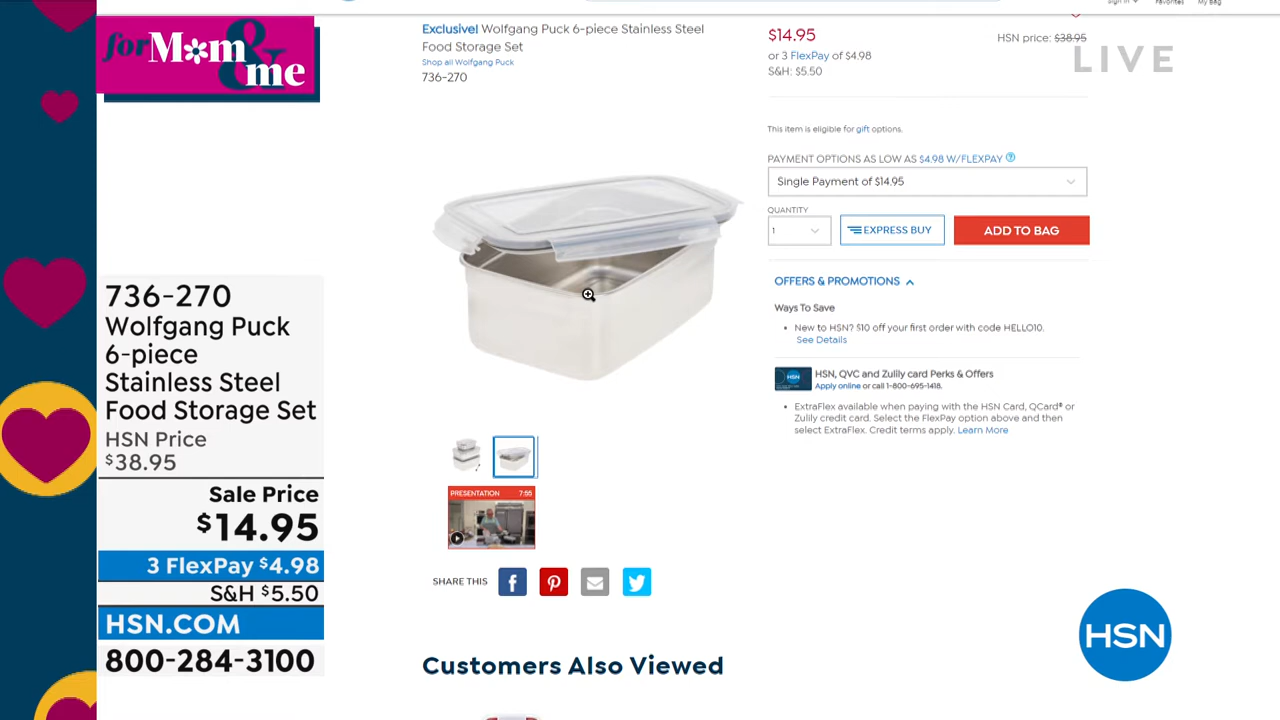 for Mom
& me
736-270
Wolfgang Puck
6-piece
Stainless Steel
Food Storage Set
HSN Price
$38.95
Sale Price
$14.95
3 FlexPay $4.98
S&H $5.50
HSN.COM
800-284-3100
Sign in
Favorites
My Bag
Exclusive! Wolfgang Puck 6-piece Stainless Steel
Food Storage Set
Shop all Wolfgang Puck
736-270
$14.95
HSN price: $38.95
or 3 FlexPay of $4.98
S&H: $5.50
LIVE
This item is eligible for gift options.
PAYMENT OPTIONS AS LOW AS $4.98 W/FLEXPAY ?
Single Payment of $14.95
QUANTITY
1
EXPRESS BUY
ADD TO BAG
OFFERS & PROMOTIONS
Ways To Save
• New to HSN? $10 off your first order with code HELLO10.
See Details
HSN
HSN, QVC and Zulily card Perks & Offers
Apply online or call 1-800-695-1418.
• ExtraFlex available when paying with the HSN Card, QCard® or
Zulily credit card. Select the FlexPay option above and then
select ExtraFlex. Credit terms apply. Learn More
PRESENTATION 7:55
SHARE THIS
Customers Also Viewed
HSN